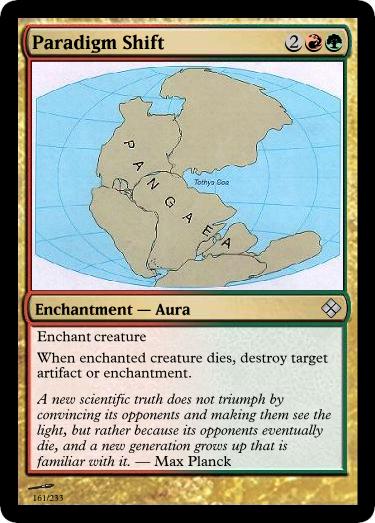 Paradigm Shift 2
PANGAEA
Tethys Sea
Enchantment — Aura
Enchant creature
When enchanted creature dies, destroy target
artifact or enchantment.
A new scientific truth does not triumph by
convincing its opponents and making them see the
light, but rather because its opponents eventually
die, and a new generation grows up that is
familiar with it. — Max Planck
161/233